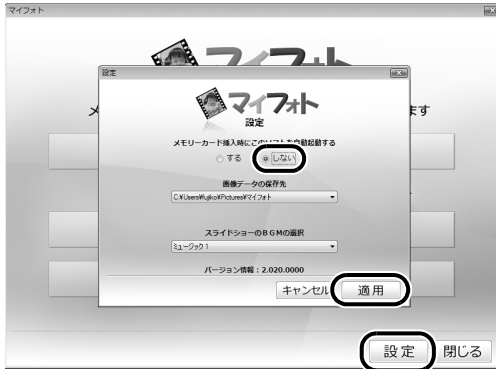 マイフォト
マイフォト
メ
ます
設定
マイフォト
設定
メモリーカード挿入時にこのソフトを自動起動する
する しない
画像データの保存先
C:¥Users¥fujiko¥Pictures¥マイフォト
スライドショーのBGMの選択
ミュージック1
バージョン情報：2.020.0000
キャンセル 適用
設定 閉じる